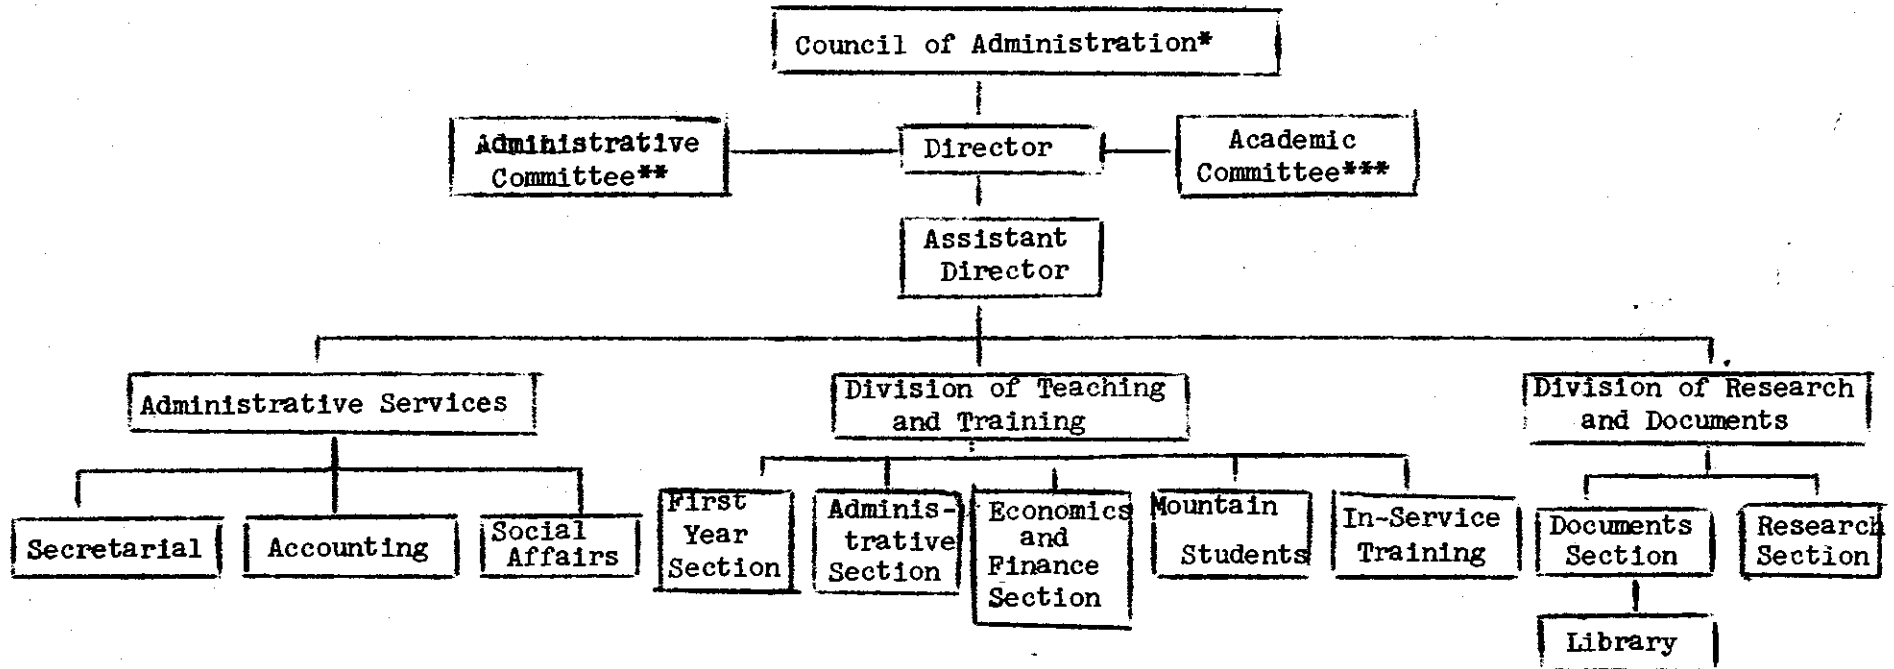 Council of Administration*
Administrative
Committee**
Director
Academic
Committee***
Assistant
Director
Administrative Services
Division of Teaching
and Training
Division of Research
and Documents
Secretarial
Accounting
Social
Affairs
First
Year
Section
Adminis-
trative
Section
Economics
and
Finance
Section
Mountain
Students
In-Service
Training
Documents
Section
Research
Section
Library